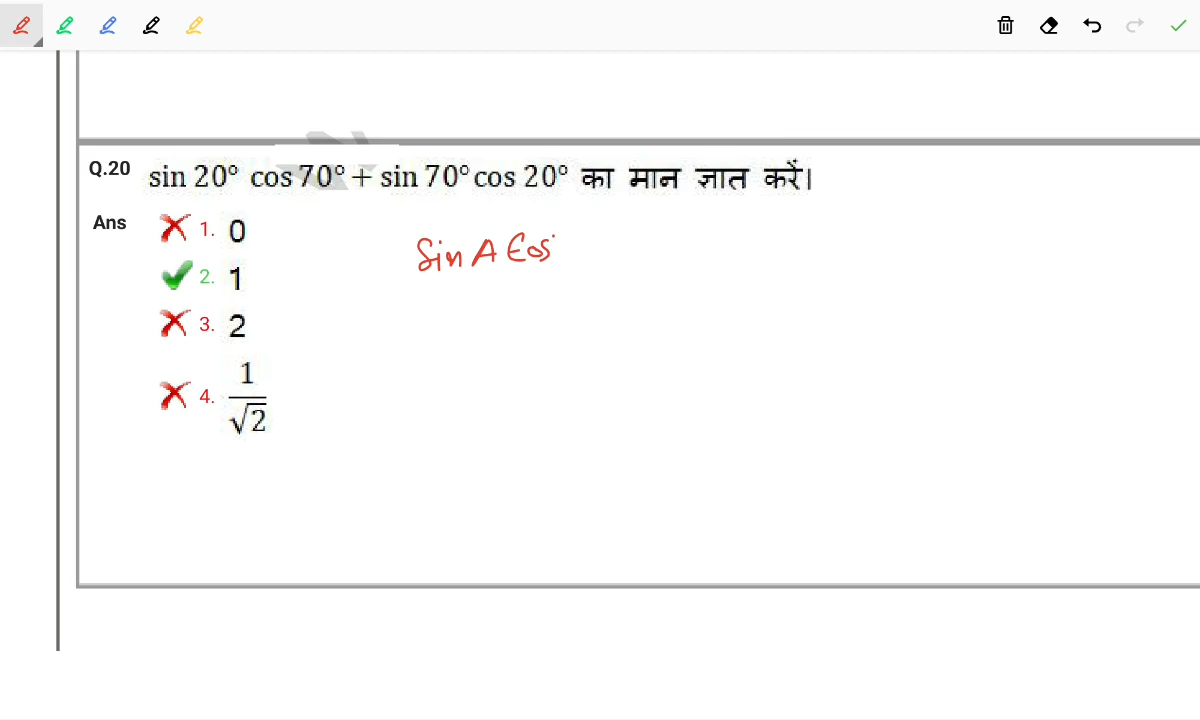 Q.20 sin 20° cos 70° + sin 70° cos 20° का मान ज्ञात करें।
Ans
1. 0
Sin A Cos
2. 1
3. 2
4. 1/√2